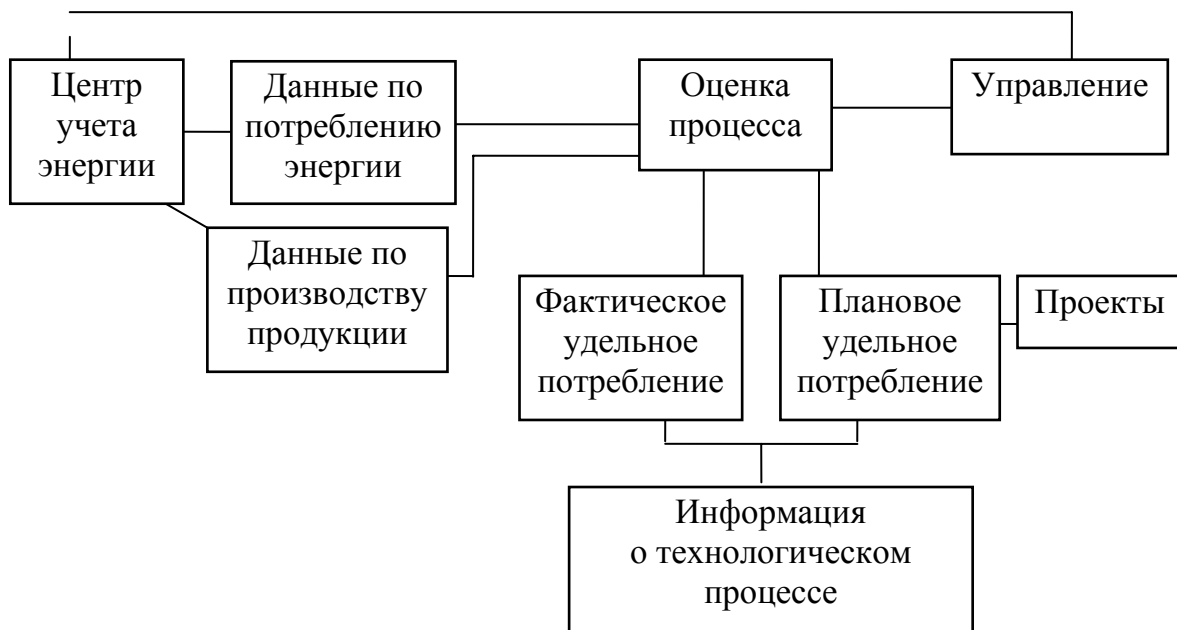 Центр
учета
энергии
Данные по
потреблению
энергии
Оценка
процесса
Управление
Данные по
производству
продукции
Фактическое
удельное
потребление
Плановое
удельное
потребление
Проекты
Информация
о технологическом
процессе